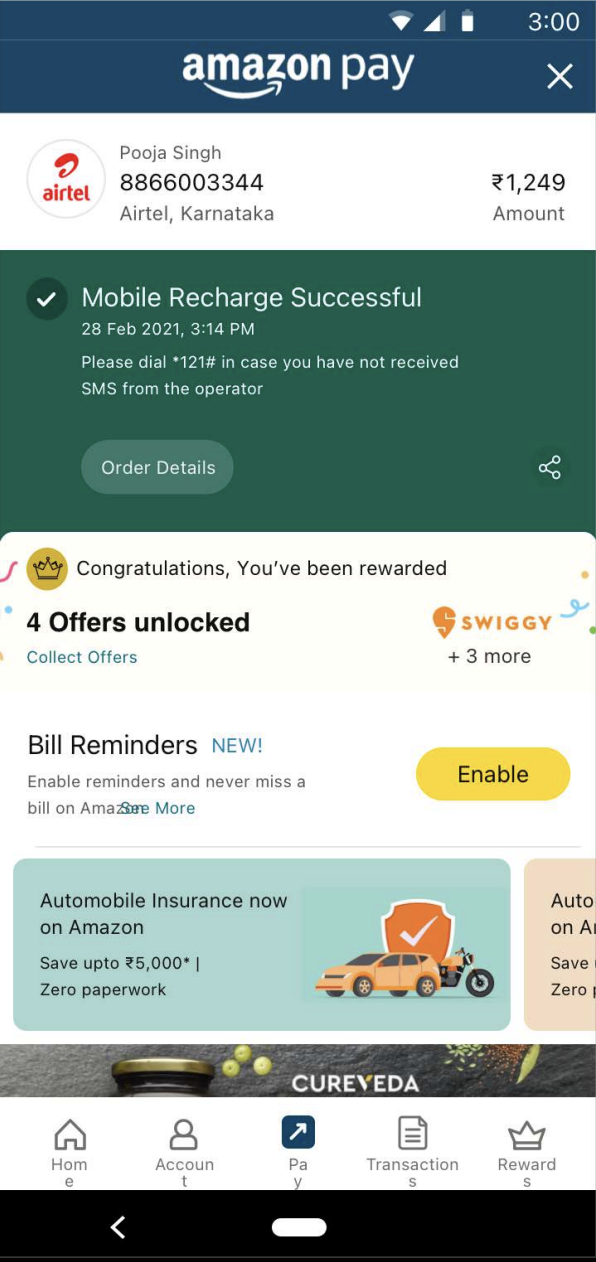 3:00
amazon pay
Pooja Singh
airtel
8866003344
₹1,249
Airtel, Karnataka
Amount
Mobile Recharge Successful
28 Feb 2021, 3:14 PM
Please dial *121# in case you have not received
SMS from the operator
Order Details
Congratulations, You’ve been rewarded
4 Offers unlocked
SWIGGY
Collect Offers
+ 3 more
Bill Reminders NEW!
Enable reminders and never miss a
bill on Amazon See More
Enable
Automobile Insurance now
on Amazon
Save upto ₹5,000* |
Zero paperwork
Auto
on A
Save
Zero
CUREVEDA
Hom
e
Accoun
t
Pa
y
Transaction
s
Reward
s